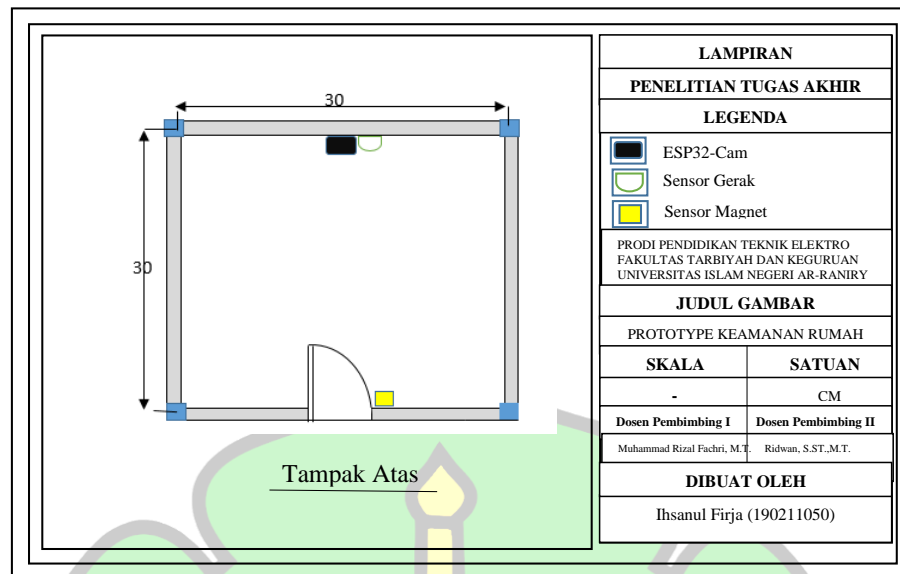 30
30
Tampak Atas
LAMPIRAN
PENELITIAN TUGAS AKHIR
LEGENDA
ESP32-Cam
Sensor Gerak
Sensor Magnet
PRODI PENDIDIKAN TEKNIK ELEKTRO
FAKULTAS TARBIYAH DAN KEGURUAN
UNIVERSITAS ISLAM NEGERI AR-RANIRY
JUDUL GAMBAR
PROTOTYPE KEAMANAN RUMAH
SKALA SATUAN
- CM
Dosen Pembimbing I Dosen Pembimbing II
Muhammad Rizal Fachri, M.T. Ridwan, S.ST.,M.T.
DIBUAT OLEH
Ihsanul Firja (190211050)